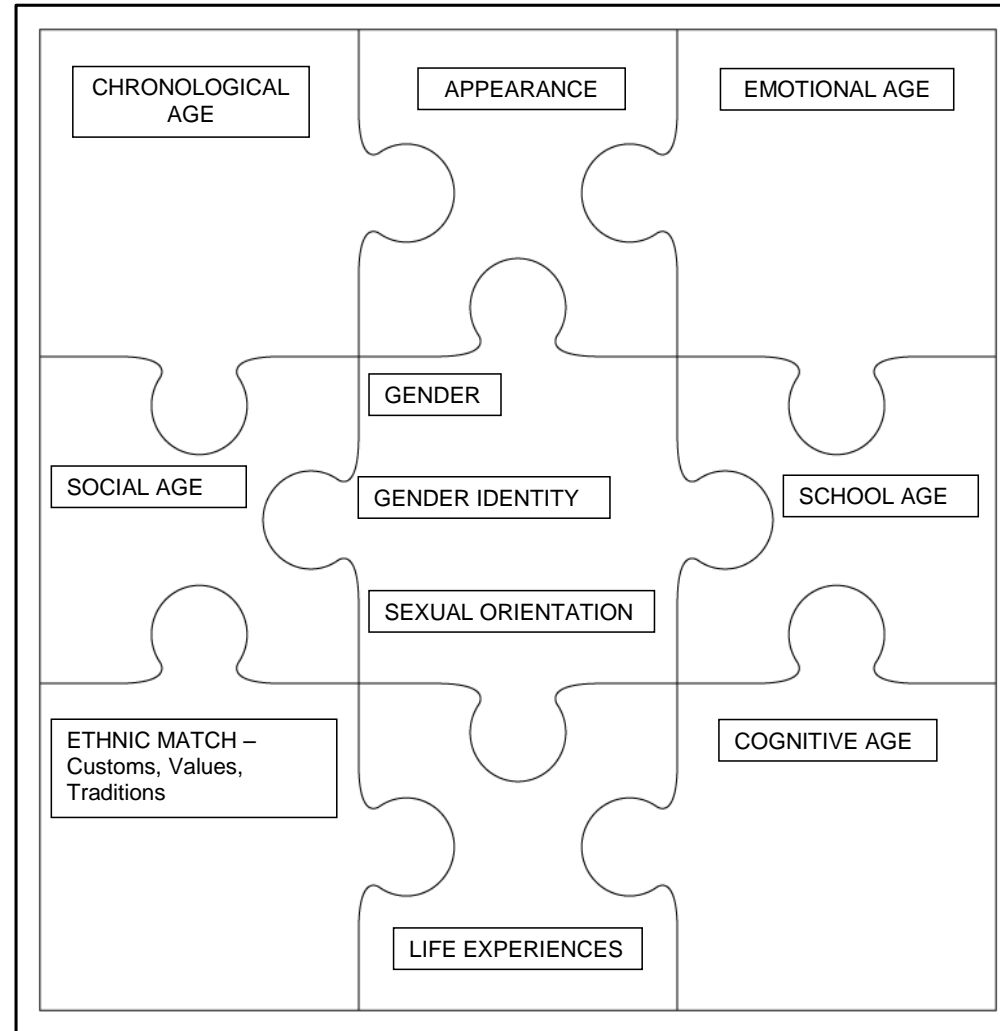 CHRONOLOGICAL
AGE
APPEARANCE
EMOTIONAL AGE
GENDER
SOCIAL AGE
GENDER IDENTITY
SCHOOL AGE
SEXUAL ORIENTATION
ETHNIC MATCH –
Customs, Values,
Traditions
COGNITIVE AGE
LIFE EXPERIENCES